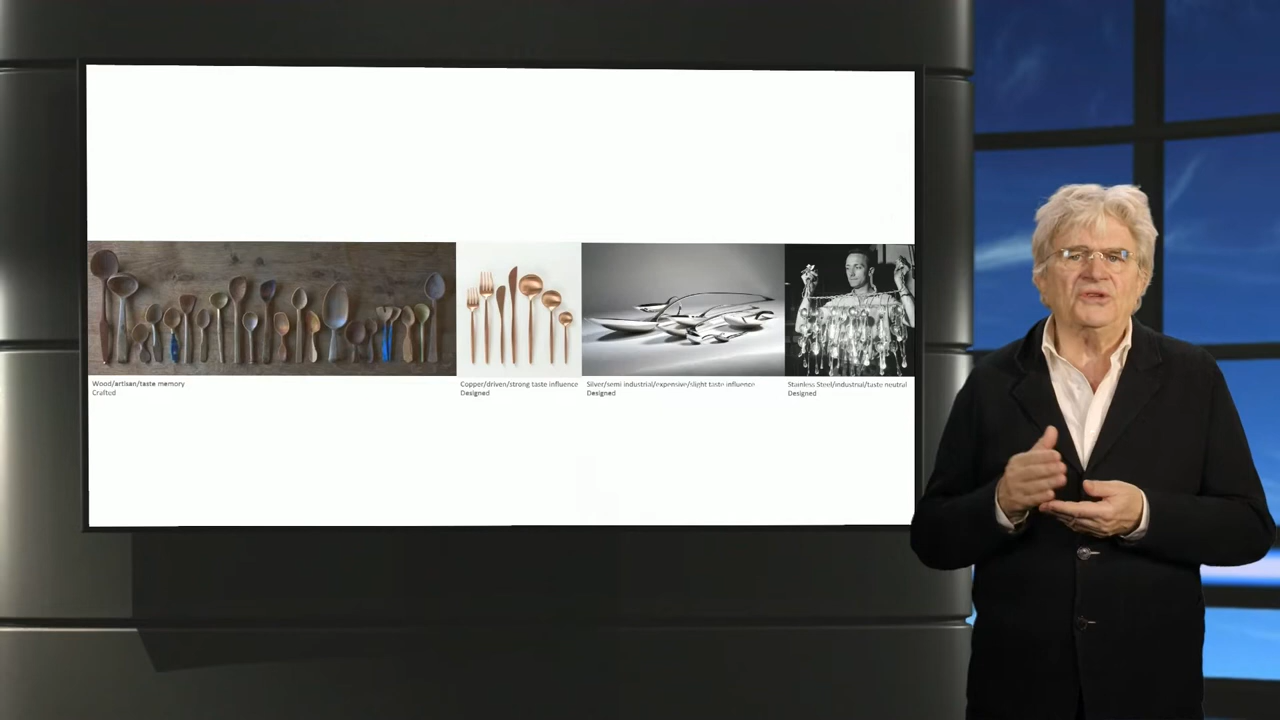 Wood/artisan/taste memory
Crafted
Copper/driven/strong taste influence
Designed
Silver/semi industrial/expensive/slight taste influence
Designed
Stainless Steel/industrial/taste neutral
Designed